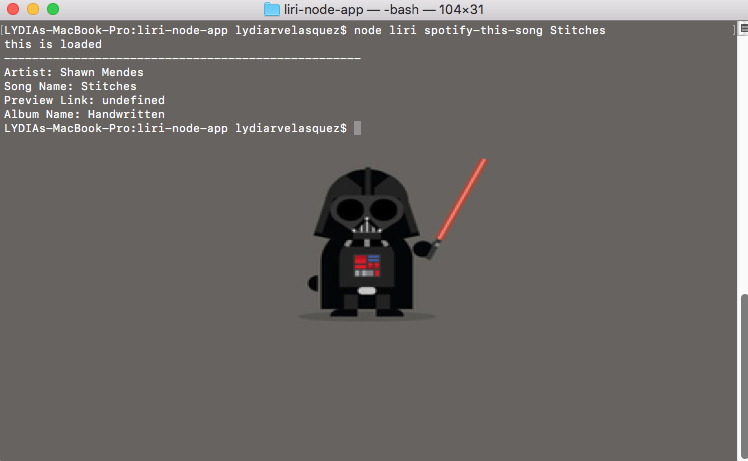 liri-node-app — -bash — 104×31
[LYDIAs-MacBook-Pro:liri-node-app lydiarvelasquez$ node liri spotify-this-song Stitches ]
this is loaded
---------------------------------------------------
Artist: Shawn Mendes
Song Name: Stitches
Preview Link: undefined
Album Name: Handwritten
LYDIAs-MacBook-Pro:liri-node-app lydiarvelasquez$